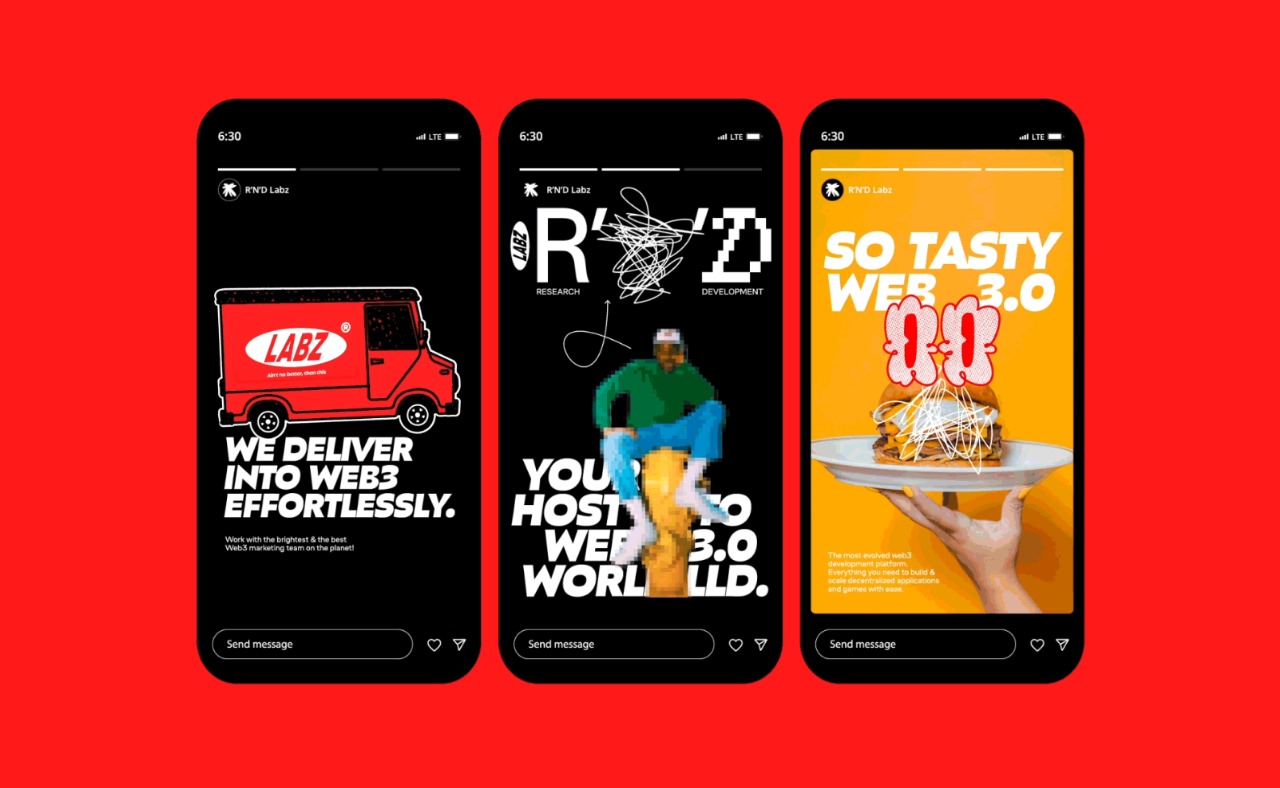 6:30
LTE
R'N'D Labz
LABZ
®
Ain't no better, than this
WE DELIVER
INTO WEB3
EFFORTLESSLY.
Work with the brightest & the best
Web3 marketing team on the planet!
Send message
6:30
LTE
R'N'D Labz
LABZ
R' 'D
RESEARCH
DEVELOPMENT
YOUR
HOST TO
WEB 3.0
WORL LLD.
Send message
6:30
LTE
R'N'D Labz
SO TASTY
WEB 3.0
The most evolved web3
development platform.
Everything you need to build &
scale decentralized applications
and games with ease.
Send message